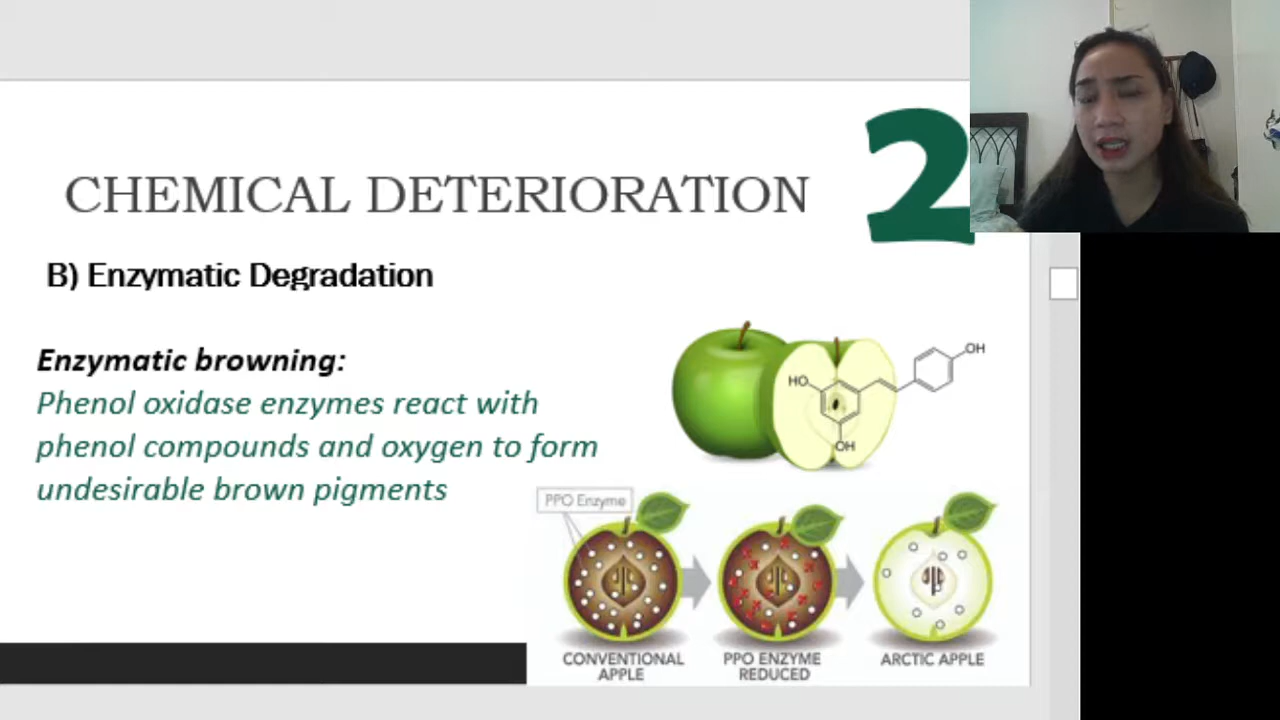 2
CHEMICAL DETERIORATION
B) Enzymatic Degradation
Enzymatic browning:
Phenol oxidase enzymes react with
phenol compounds and oxygen to form
undesirable brown pigments
OH
HO
OH
PPO Enzyme
CONVENTIONAL
APPLE
PPO ENZYME
REDUCED
ARCTIC APPLE